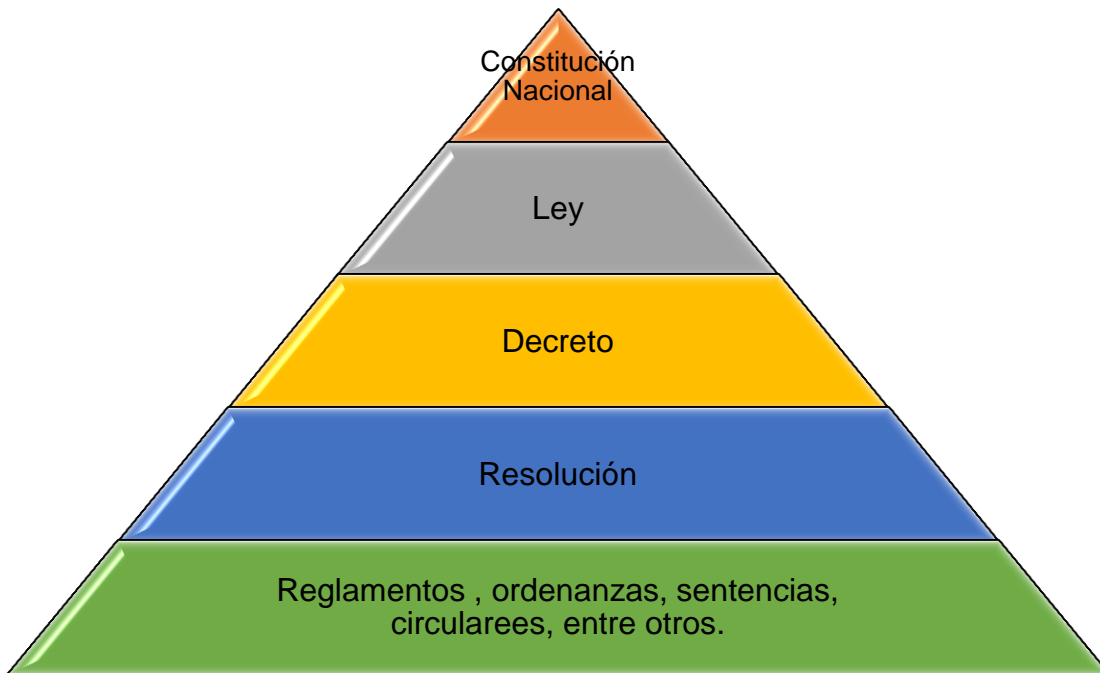 Constitución
Nacional
Ley
Decreto
Resolución
Reglamentos , ordenanzas, sentencias,
circularees, entre otros.